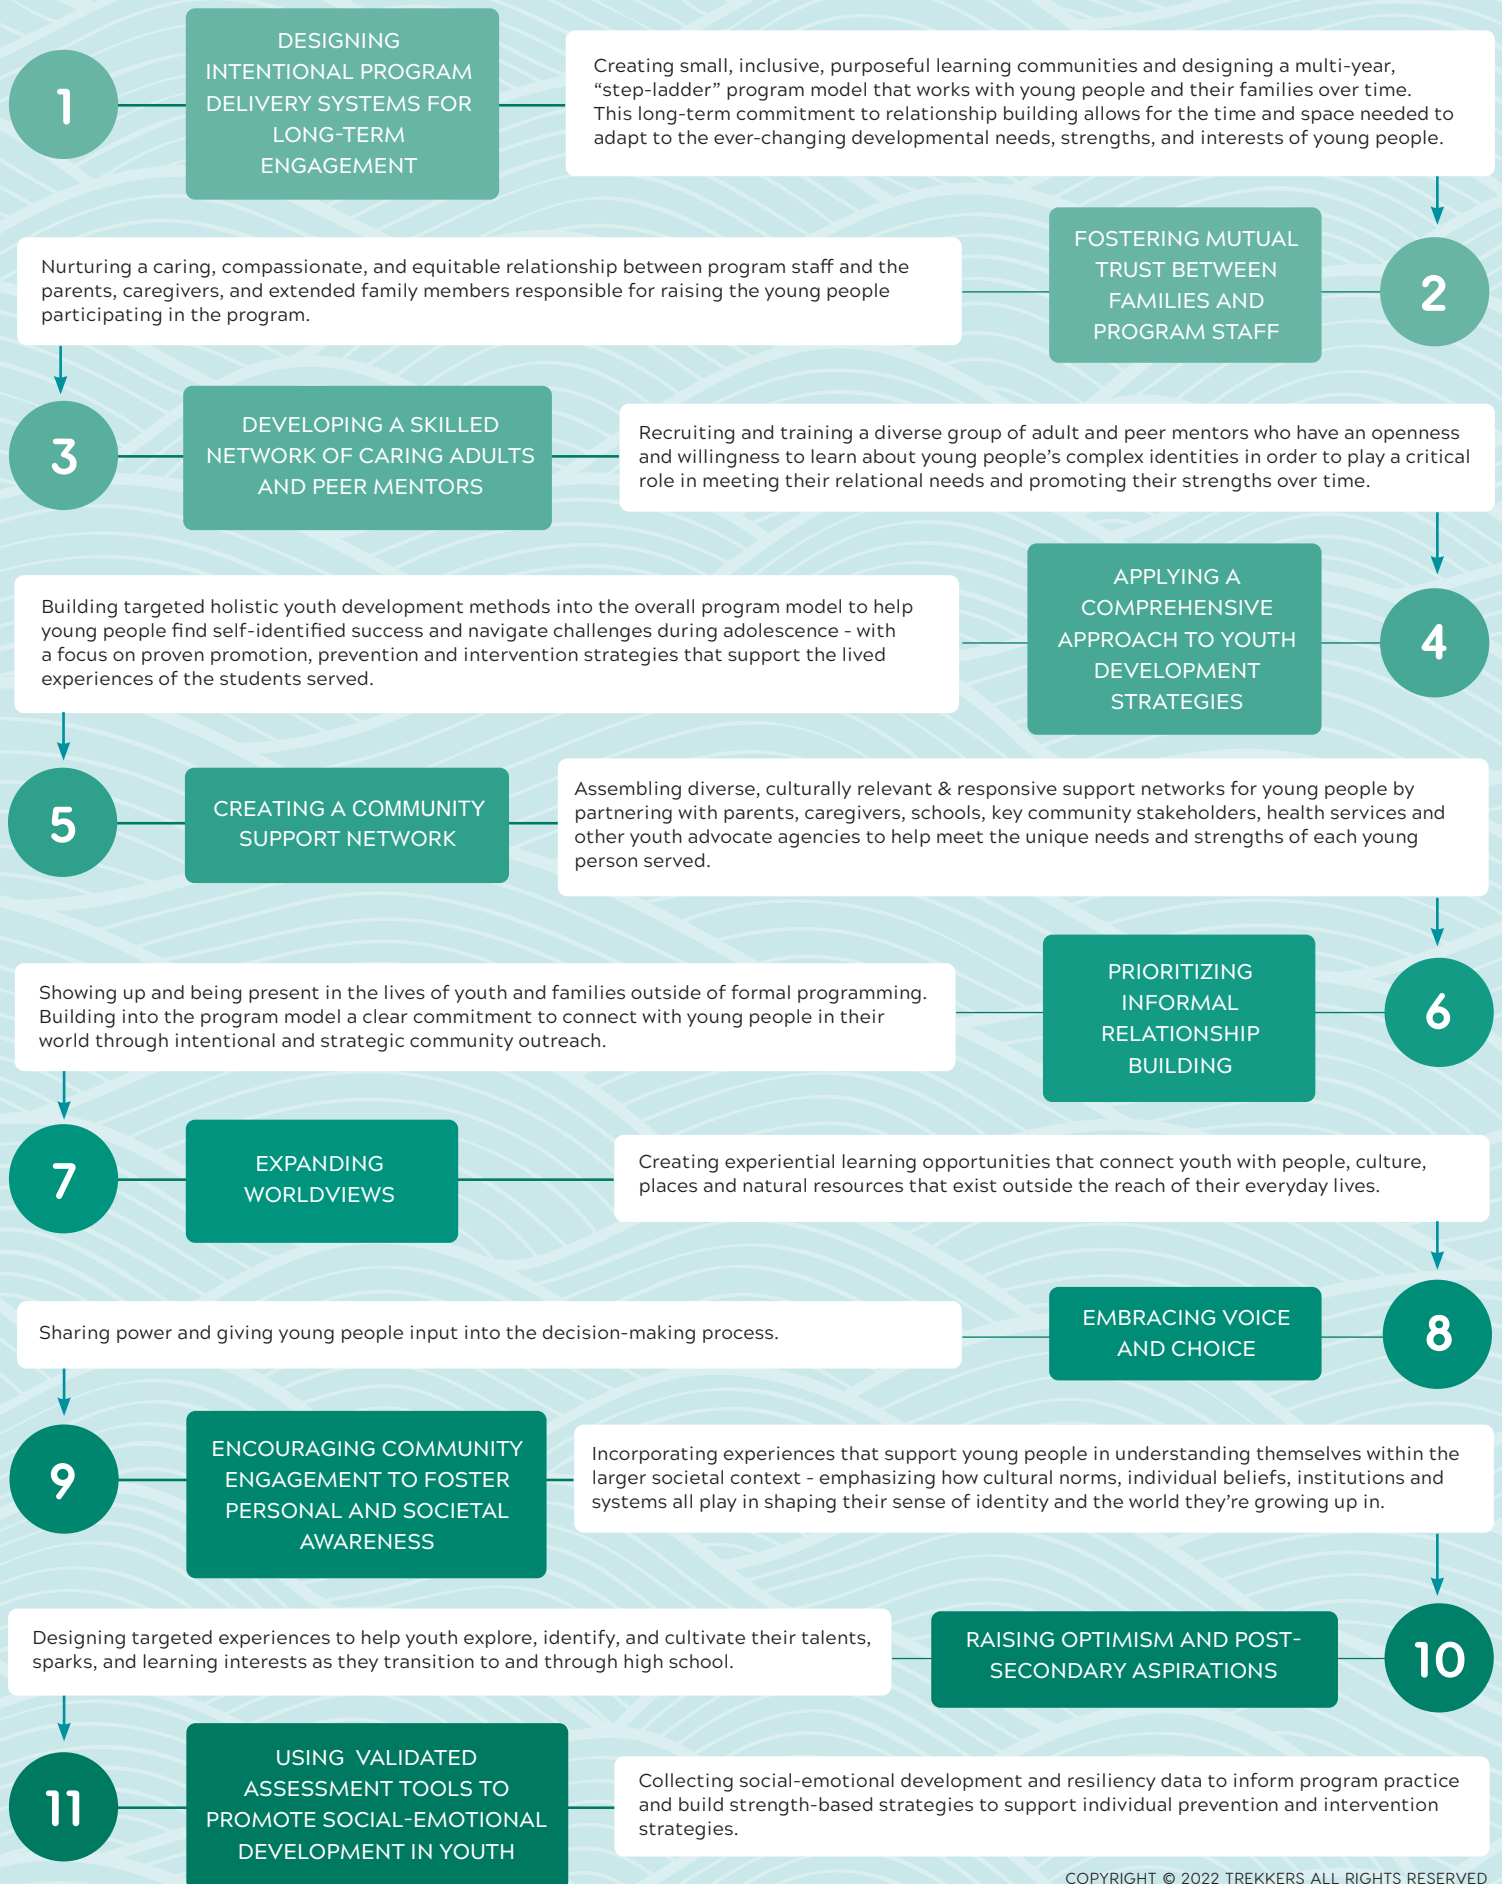 1
DESIGNING
INTENTIONAL PROGRAM
DELIVERY SYSTEMS FOR
LONG-TERM
ENGAGEMENT
Creating small, inclusive, purposeful learning communities and designing a multi-year,
“step-ladder” program model that works with young people and their families over time.
This long-term commitment to relationship building allows for the time and space needed to
adapt to the ever-changing developmental needs, strengths, and interests of young people.
2
FOSTERING MUTUAL
TRUST BETWEEN
FAMILIES AND
PROGRAM STAFF
Nurturing a caring, compassionate, and equitable relationship between program staff and the
parents, caregivers, and extended family members responsible for raising the young people
participating in the program.
3
DEVELOPING A SKILLED
NETWORK OF CARING ADULTS
AND PEER MENTORS
Recruiting and training a diverse group of adult and peer mentors who have an openness
and willingness to learn about young people’s complex identities in order to play a critical
role in meeting their relational needs and promoting their strengths over time.
4
APPLYING A
COMPREHENSIVE
APPROACH TO YOUTH
DEVELOPMENT
STRATEGIES
Building targeted holistic youth development methods into the overall program model to help
young people find self-identified success and navigate challenges during adolescence - with
a focus on proven promotion, prevention and intervention strategies that support the lived
experiences of the students served.
5
CREATING A COMMUNITY
SUPPORT NETWORK
Assembling diverse, culturally relevant & responsive support networks for young people by
partnering with parents, caregivers, schools, key community stakeholders, health services and
other youth advocate agencies to help meet the unique needs and strengths of each young
person served.
6
PRIORITIZING
INFORMAL
RELATIONSHIP
BUILDING
Showing up and being present in the lives of youth and families outside of formal programming.
Building into the program model a clear commitment to connect with young people in their
world through intentional and strategic community outreach.
7
EXPANDING
WORLDVIEWS
Creating experiential learning opportunities that connect youth with people, culture,
places and natural resources that exist outside the reach of their everyday lives.
8
EMBRACING VOICE
AND CHOICE
Sharing power and giving young people input into the decision-making process.
9
ENCOURAGING COMMUNITY
ENGAGEMENT TO FOSTER
PERSONAL AND SOCIETAL
AWARENESS
Incorporating experiences that support young people in understanding themselves within the
larger societal context - emphasizing how cultural norms, individual beliefs, institutions and
systems all play in shaping their sense of identity and the world they’re growing up in.
10
RAISING OPTIMISM AND POST-
SECONDARY ASPIRATIONS
Designing targeted experiences to help youth explore, identify, and cultivate their talents,
sparks, and learning interests as they transition to and through high school.
11
USING VALIDATED
ASSESSMENT TOOLS TO
PROMOTE SOCIAL-EMOTIONAL
DEVELOPMENT IN YOUTH
Collecting social-emotional development and resiliency data to inform program practice
and build strength-based strategies to support individual prevention and intervention
strategies.
COPYRIGHT © 2022 TREKKERS ALL RIGHTS RESERVED